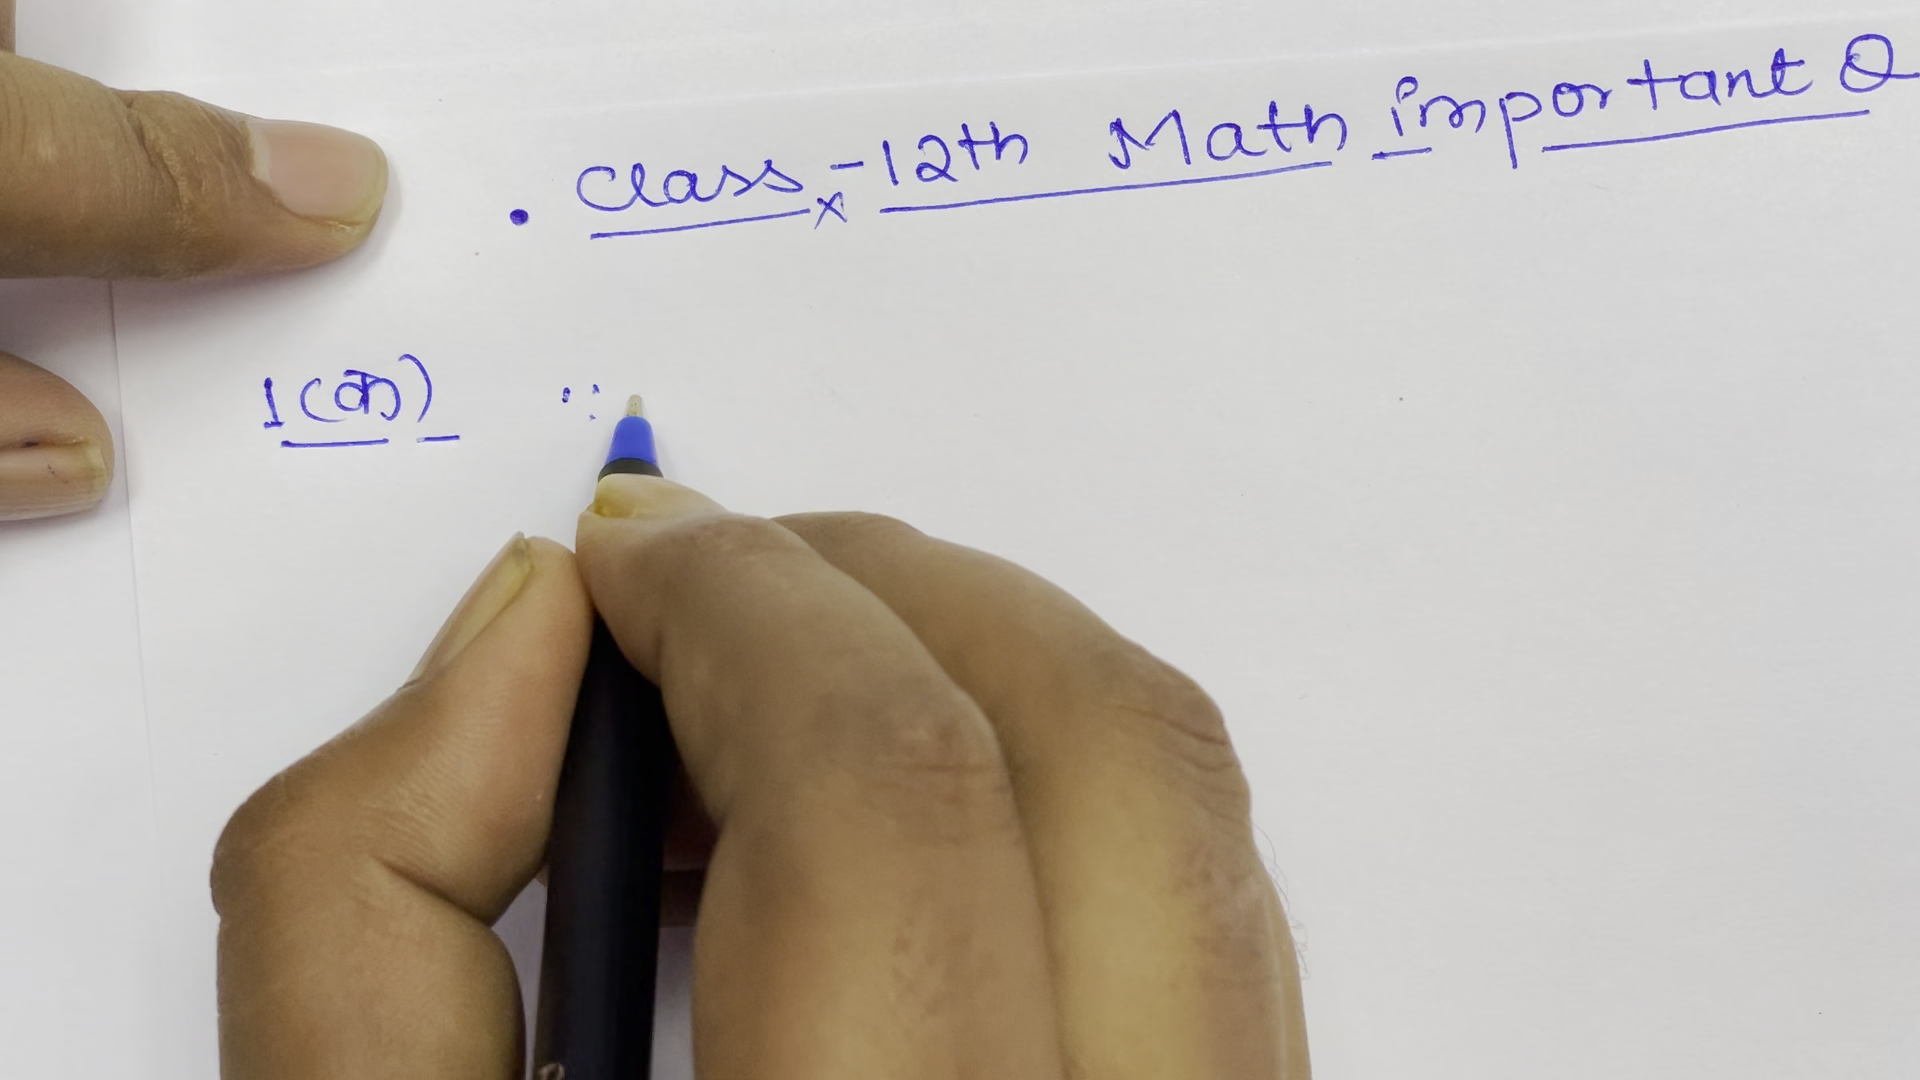 . Class-12th Math important Q
1(क)